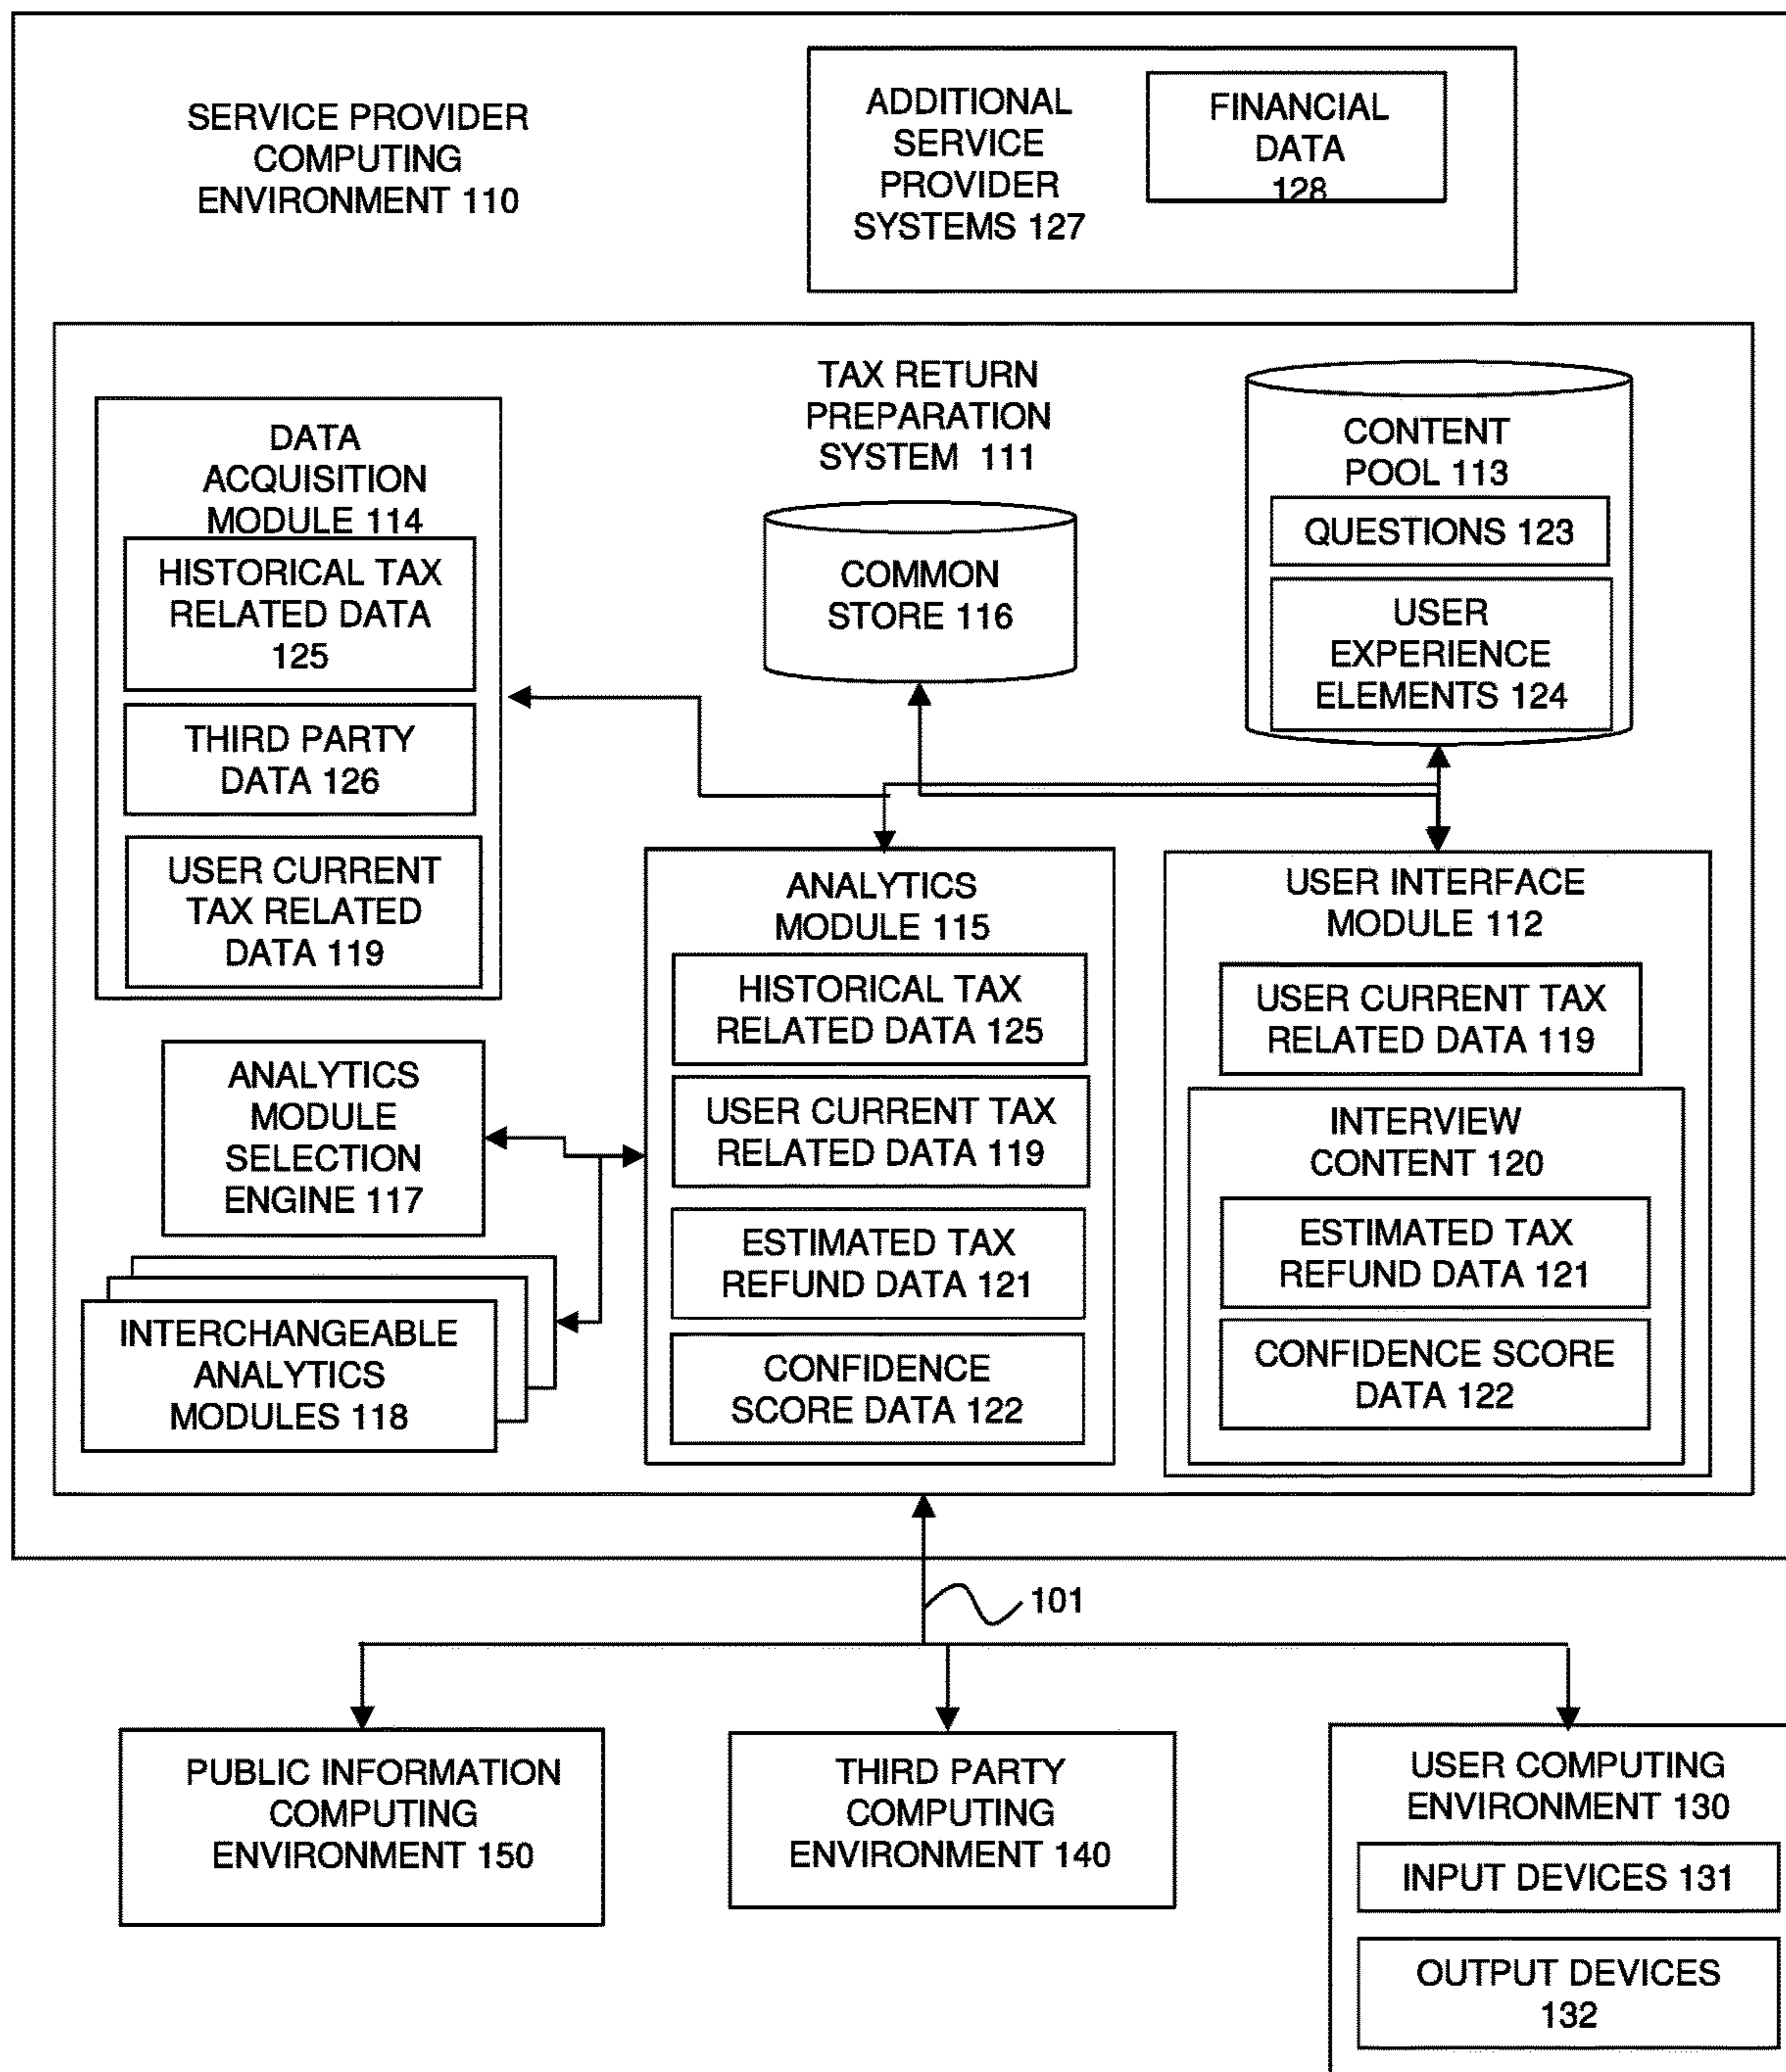 SERVICE PROVIDER
COMPUTING
ENVIRONMENT 110
ADDITIONAL
SERVICE
PROVIDER
SYSTEMS 127
FINANCIAL
DATA
128
TAX RETURN
PREPARATION
SYSTEM 111
DATA
ACQUISITION
MODULE 114
HISTORICAL TAX
RELATED DATA
125
THIRD PARTY
DATA 126
USER CURRENT
TAX RELATED
DATA 119
COMMON
STORE 116
CONTENT
POOL 113
QUESTIONS 123
USER
EXPERIENCE
ELEMENTS 124
ANALYTICS
MODULE
SELECTION
ENGINE 117
INTERCHANGEABLE
ANALYTICS
MODULES 118
ANALYTICS
MODULE 115
HISTORICAL TAX
RELATED DATA 125
USER CURRENT TAX
RELATED DATA 119
ESTIMATED TAX
REFUND DATA 121
CONFIDENCE
SCORE DATA 122
USER INTERFACE
MODULE 112
USER CURRENT TAX
RELATED DATA 119
INTERVIEW
CONTENT 120
ESTIMATED TAX
REFUND DATA 121
CONFIDENCE SCORE
DATA 122
101
PUBLIC INFORMATION
COMPUTING
ENVIRONMENT 150
THIRD PARTY
COMPUTING
ENVIRONMENT 140
USER COMPUTING
ENVIRONMENT 130
INPUT DEVICES 131
OUTPUT DEVICES
132